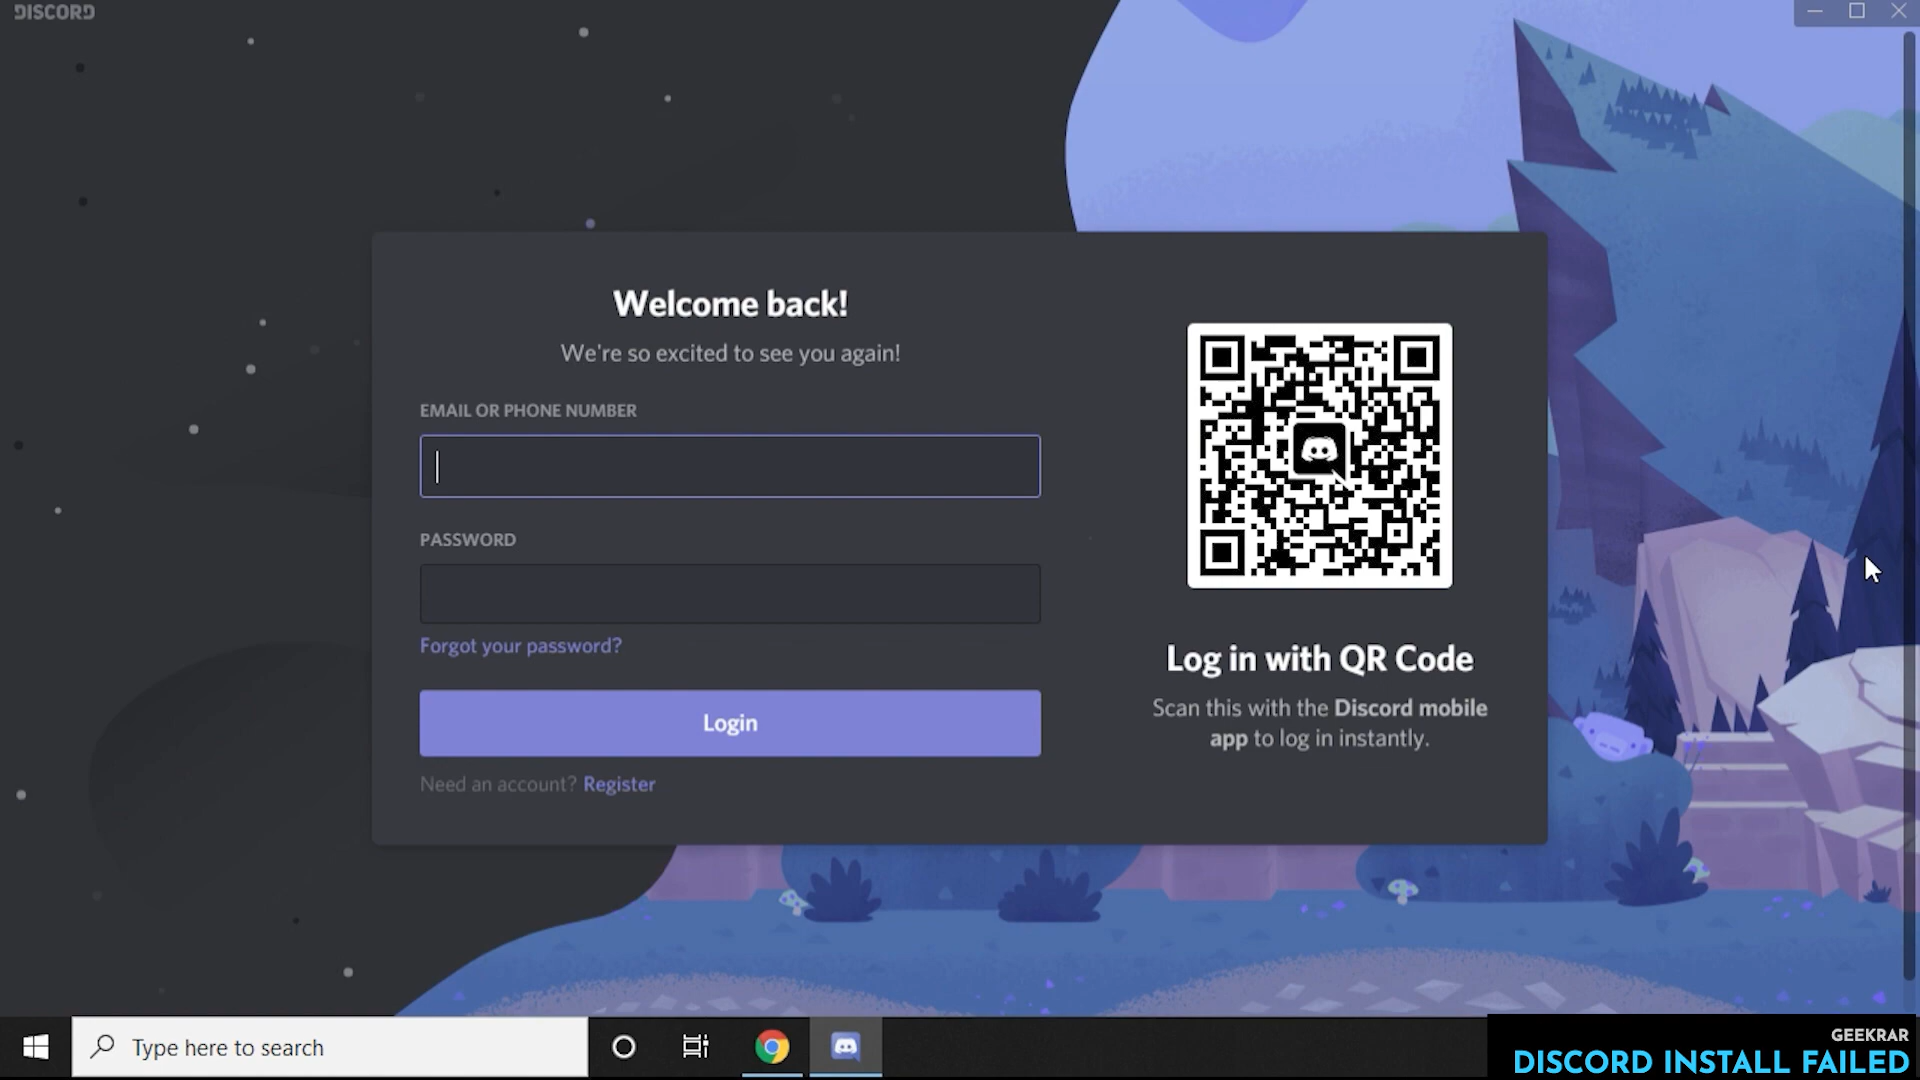 DISCORD
Welcome back!
We're so excited to see you again!
EMAIL OR PHONE NUMBER
PASSWORD
Forgot your password?
Login
Need an account? Register
Log in with QR Code
Scan this with the Discord mobile
app to log in instantly.
Type here to search
GEEKRAR
DISCORD INSTALL FAILED